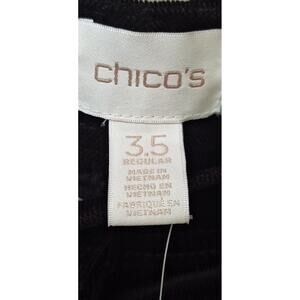 chico's
3.5
REGULAR
MADE IN
VIETNAM
HECHO EN
VIETNAM
FABRIQUÉ EN
VIETNAM